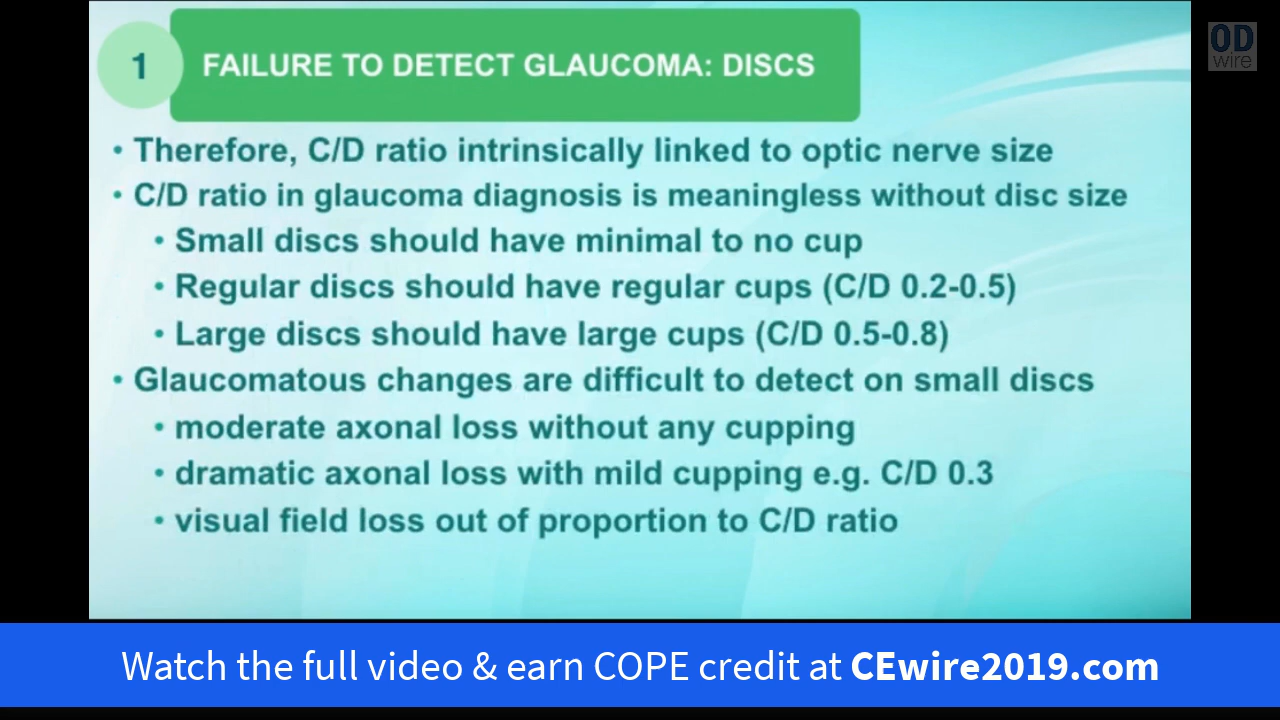 OD
wire
1
FAILURE TO DETECT GLAUCOMA: DISCS
• Therefore, C/D ratio intrinsically linked to optic nerve size
• C/D ratio in glaucoma diagnosis is meaningless without disc size
• Small discs should have minimal to no cup
• Regular discs should have regular cups (C/D 0.2-0.5)
• Large discs should have large cups (C/D 0.5-0.8)
• Glaucomatous changes are difficult to detect on small discs
• moderate axonal loss without any cupping
• dramatic axonal loss with mild cupping e.g. C/D 0.3
• visual field loss out of proportion to C/D ratio
Watch the full video & earn COPE credit at CEwire2019.com